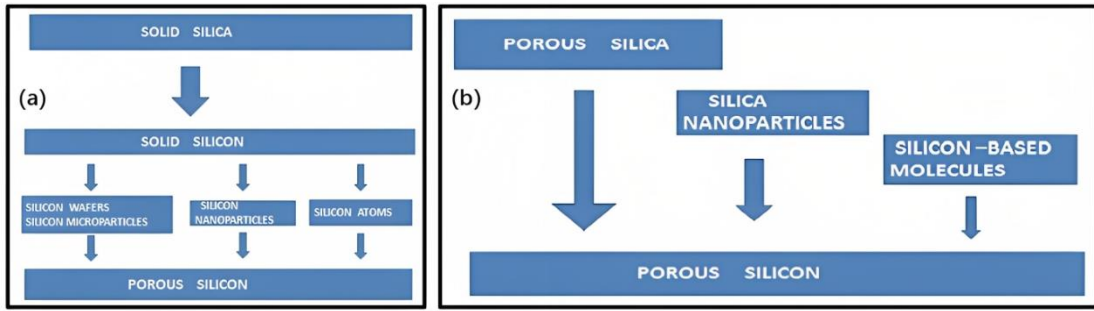 SOLID SILICA
(a)
SOLID SILICON
SILICON WAFERS
SILICON MICROPARTICLES
SILICON
NANOPARTICLES
SILICON ATOMS
POROUS SILICON
POROUS SILICA
(b)
SILICA
NANOPARTICLES
SILICON –BASED
MOLECULES
POROUS SILICON